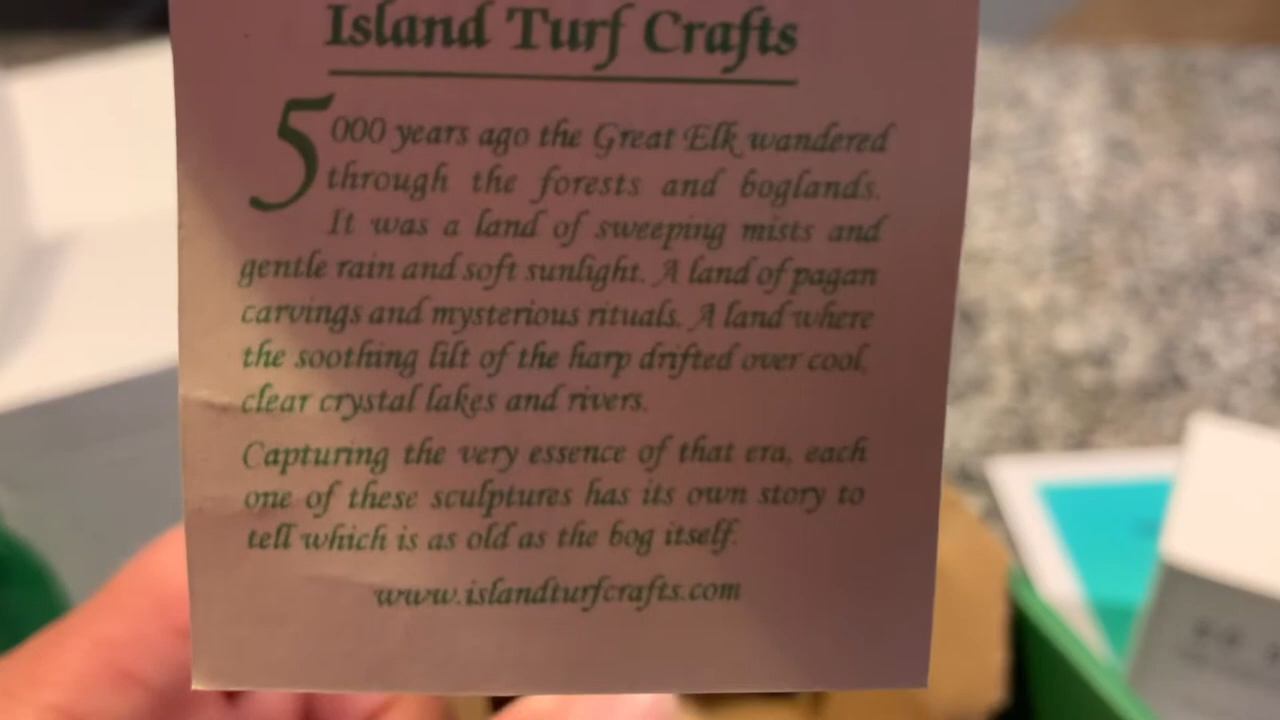 Island Turf Crafts
5000 years ago the Great Elk wandered
through the forests and boglands.
It was a land of sweeping mists and
gentle rain and soft sunlight. A land of pagan
carvings and mysterious rituals. A land where
the soothing lilt of the harp drifted over cool,
clear crystal lakes and rivers.
Capturing the very essence of that era, each
one of these sculptures has its own story to
tell which is as old as the bog itself.
www.islandturfcrafts.com